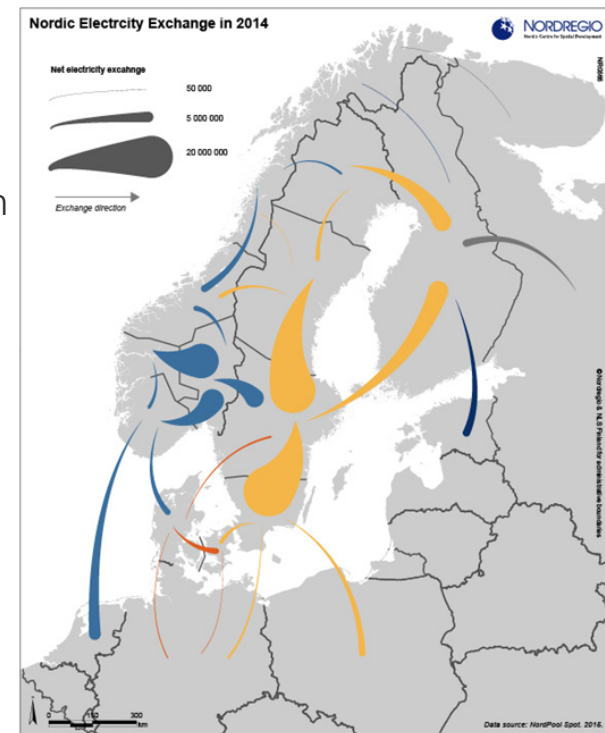 Nordic Electrcity Exchange in 2014
NORDREGIO
Nordic Centre for Spatial Development
NR0266
Net electricity excahnge
50 000
5 000 000
20 000 000
Exchange direction
n
© Nordregio & NLS Finland for administrative boundaries
0 150 300
km
Data source: NordPool Spot. 2015.